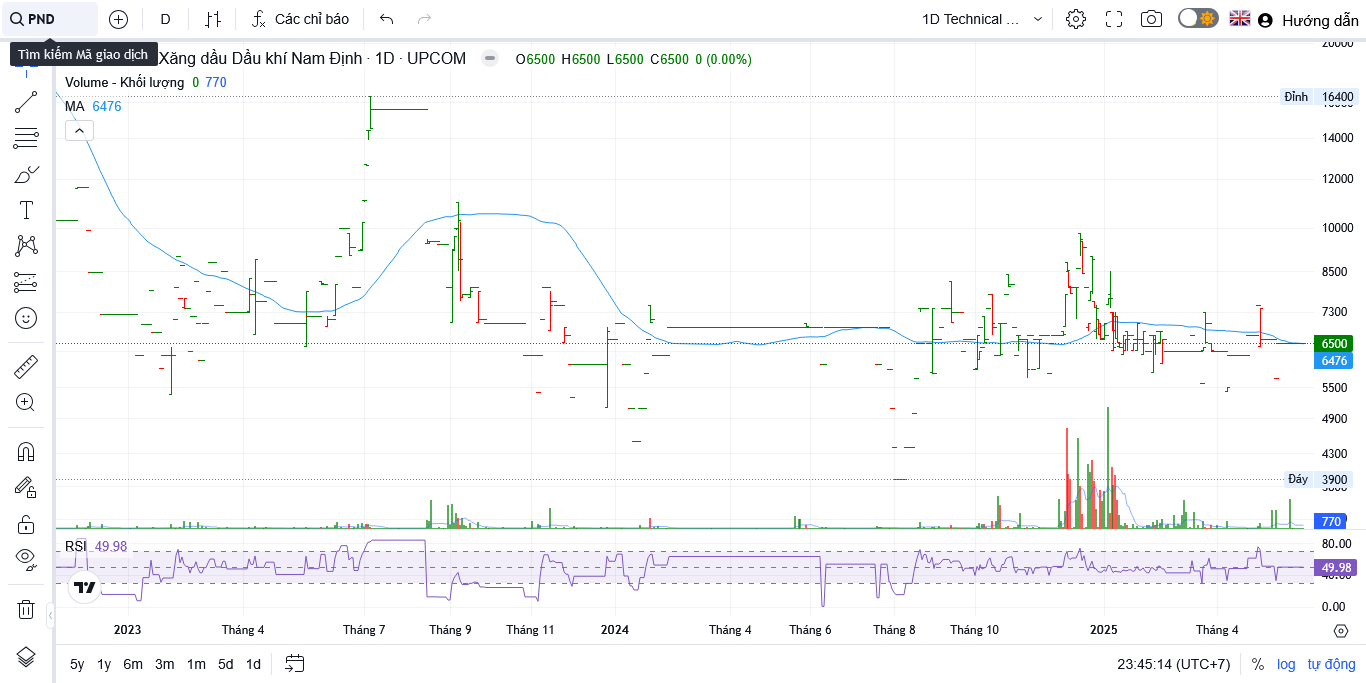 PND
D
Các chỉ báo
1D Technical ...
Hướng dẫn
Tìm kiếm Mã giao dịch
Xăng dầu Dầu khí Nam Định · 1D · UPCOM
O6500 H6500 L6500 C6500 0 (0.00%)
Volume - Khối lượng 0 770
MA 6476
20000
Đỉnh 16400
14000
12000
10000
8500
7300
6500
6476
5500
4900
4300
Đáy 3900
770
RSI 49.98
80.00
49.98
40.00
0.00
2023 Tháng 4 Tháng 7 Tháng 9 Tháng 11 2024 Tháng 4 Tháng 6 Tháng 8 Tháng 10 2025 Tháng 4
5y 1y 6m 3m 1m 5d 1d
23:45:14 (UTC+7) % log tự động